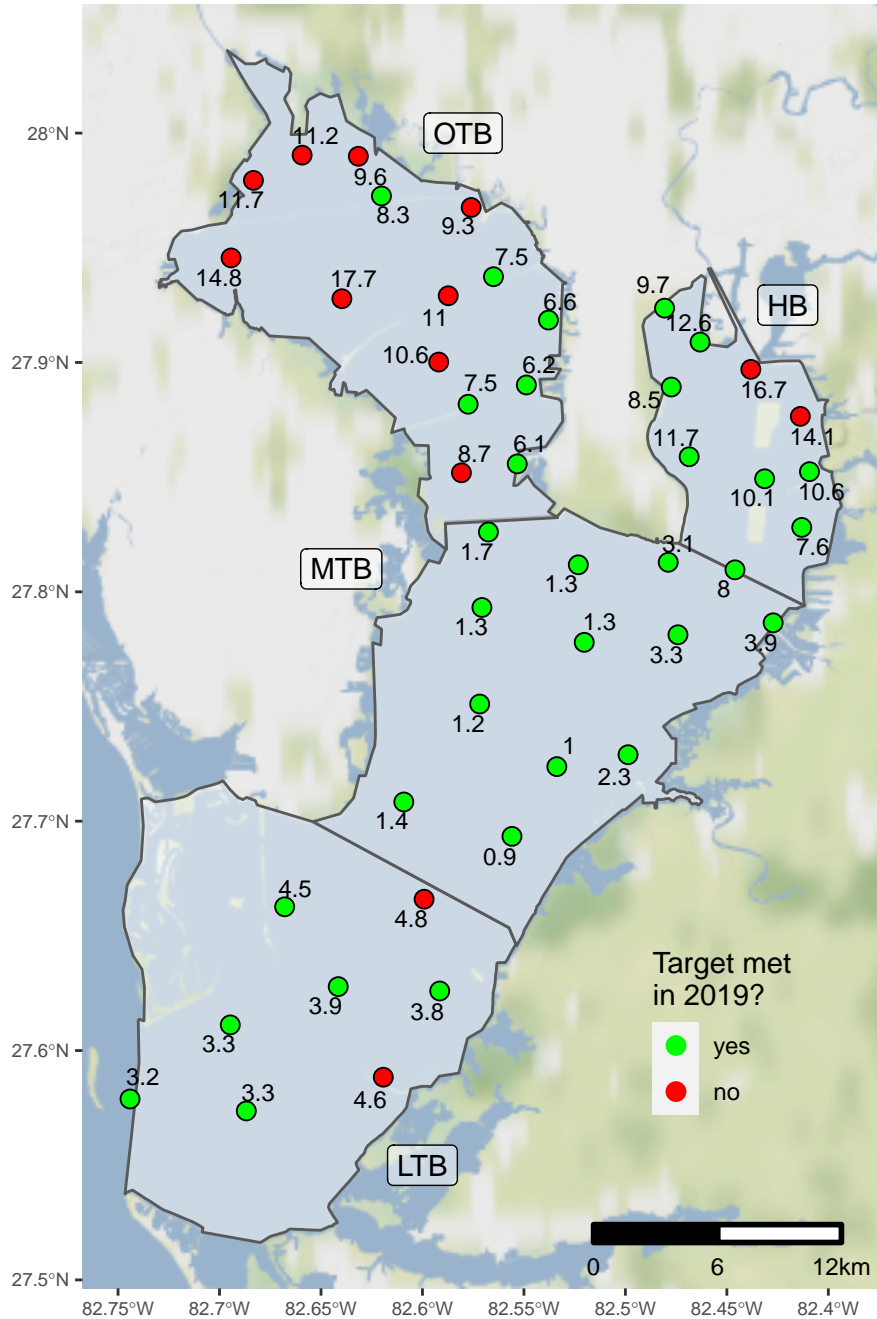 28°N
27.9°N
27.8°N
27.7°N
27.6°N
27.5°N
OTB
11.2
9.6
11.7
8.3
9.3
14.8
17.7
7.5
11
6.6
10.6
6.2
7.5
8.7
6.1
HB
9.7
12.6
16.7
8.5
14.1
11.7
10.1
10.6
7.6
8
MTB
1.7
1.3
3.1
1.3
1.3
3.3
3.9
1.2
1
2.3
1.4
0.9
4.5
4.8
3.9
3.8
3.3
3.2
3.3
4.6
LTB
Target met
in 2019?
yes
no
0 6 12km
82.75°W 82.7°W 82.65°W 82.6°W 82.55°W 82.5°W 82.45°W 82.4°W